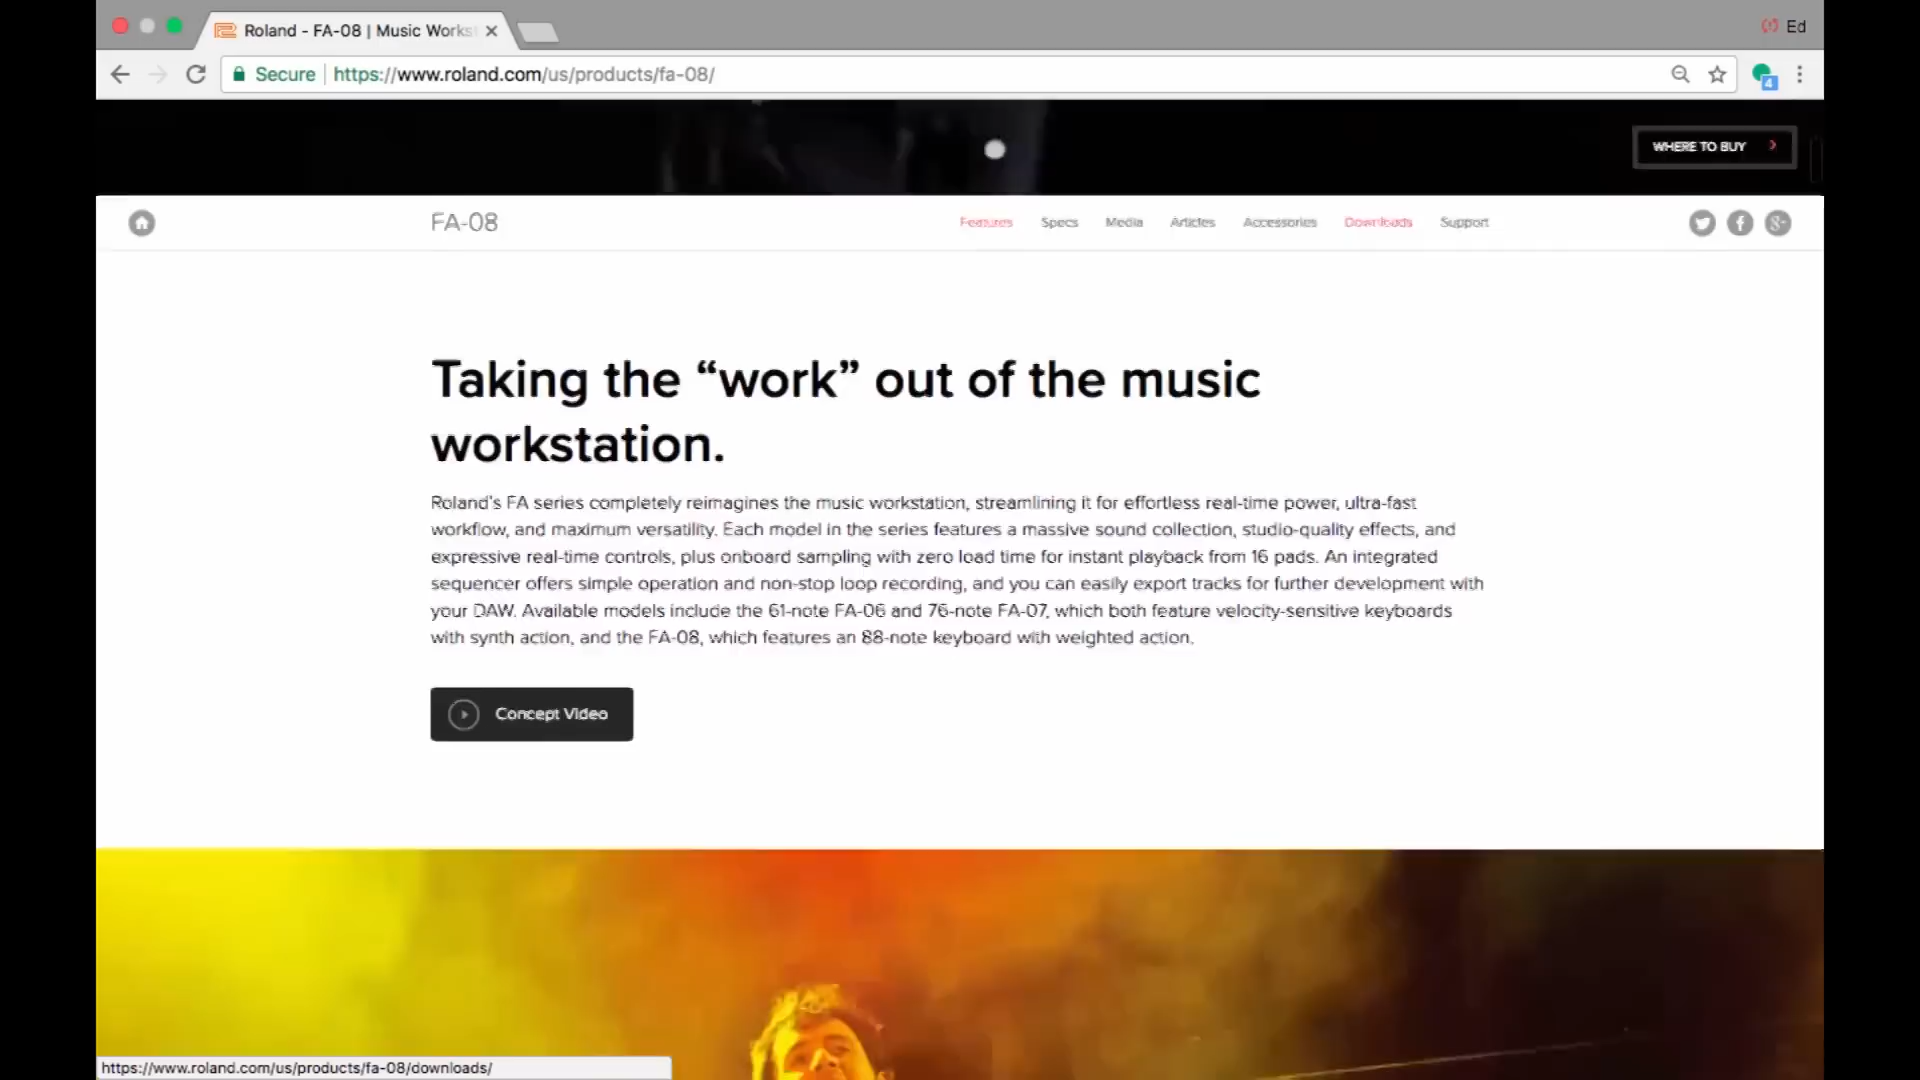 Roland - FA-08 | Music Works
Ed
Secure https://www.roland.com/us/products/fa-08/
4
WHERE TO BUY
FA-08 Features Specs Media Articles Accessories Downloads Support
Taking the “work” out of the music
workstation.
Roland's FA series completely reimagines the music workstation, streamlining it for effortless real-time power, ultra-fast
workflow, and maximum versatility. Each model in the series features a massive sound collection, studio-quality effects, and
expressive real-time controls, plus onboard sampling with zero load time for instant playback from 16 pads. An integrated
sequencer offers simple operation and non-stop loop recording, and you can easily export tracks for further development with
your DAW. Available models include the 61-note FA-06 and 76-note FA-07, which both feature velocity-sensitive keyboards
with synth action, and the FA-08, which features an 88-note keyboard with weighted action.
Concept Video
https://www.roland.com/us/products/fa-08/downloads/